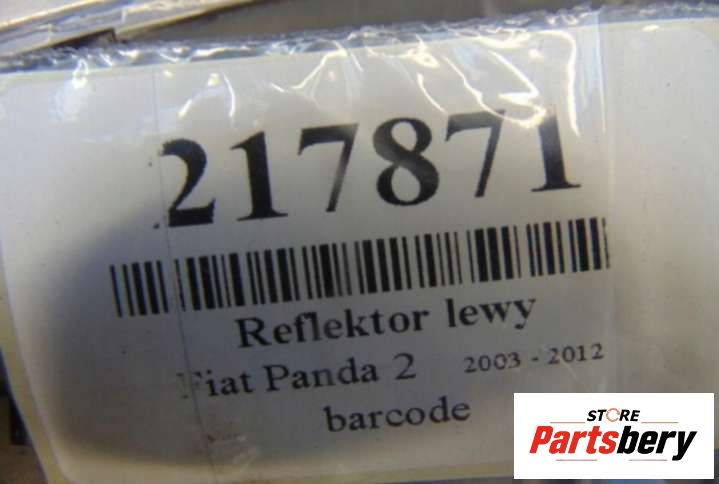 217871
Reflektor lewy
Fiat Panda 2 2003 - 2012
barcode
STORE
Partsbery